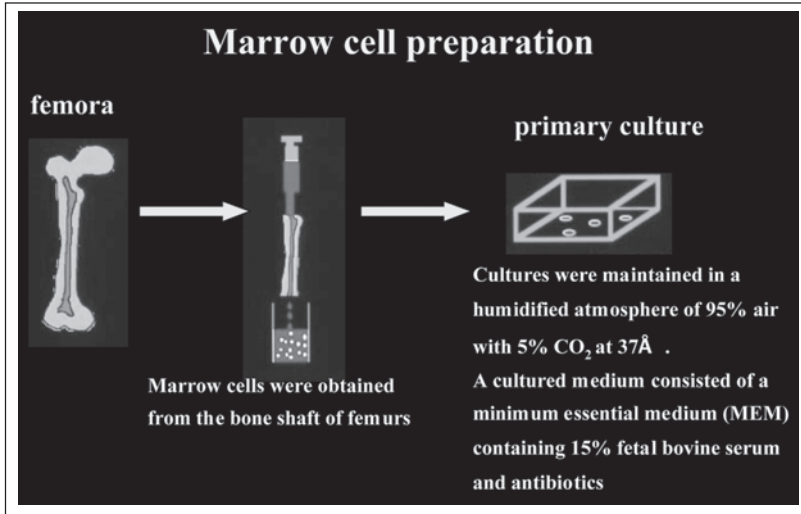 Marrow cell preparation
femora
primary culture
Marrow cells were obtained
from the bone shaft of femurs
Cultures were maintained in a
humidified atmosphere of 95% air
with 5% CO₂ at 37Å .
A cultured medium consisted of a
minimum essential medium (MEM)
containing 15% fetal bovine serum
and antibiotics